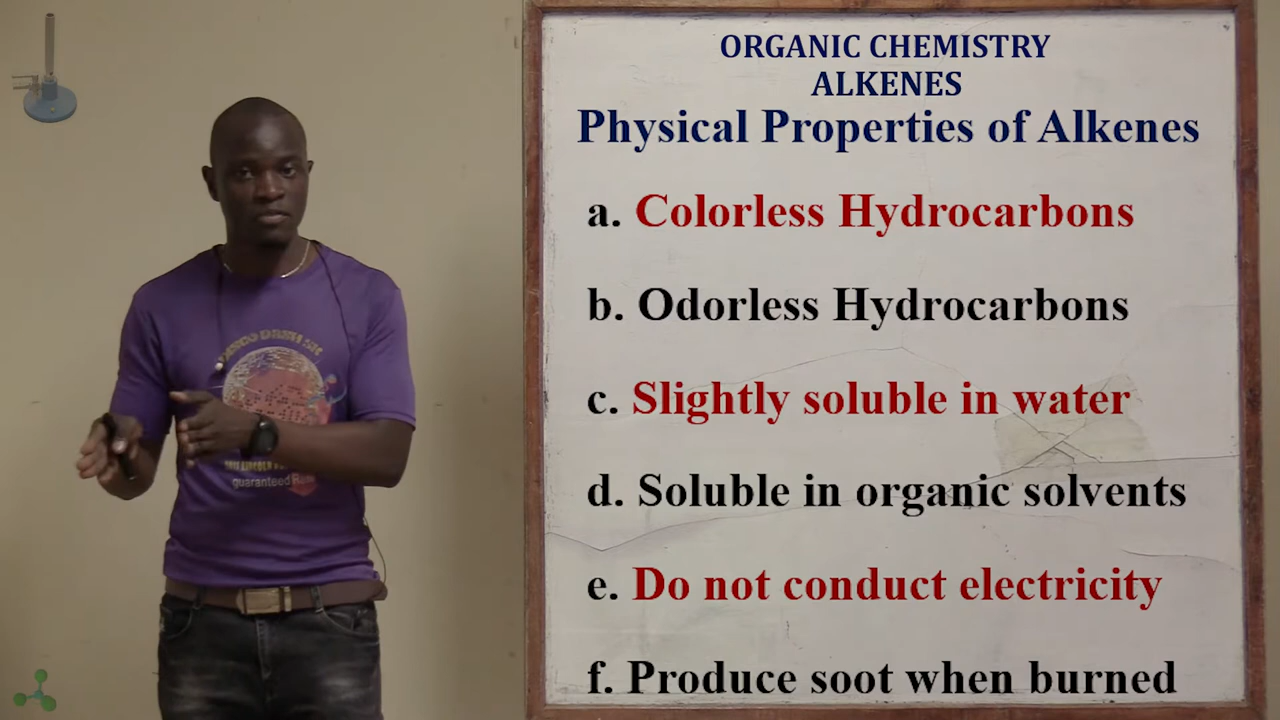 ORGANIC CHEMISTRY
ALKENES
Physical Properties of Alkenes
a. Colorless Hydrocarbons
b. Odorless Hydrocarbons
c. Slightly soluble in water
d. Soluble in organic solvents
e. Do not conduct electricity
f. Produce soot when burned
guaranteed